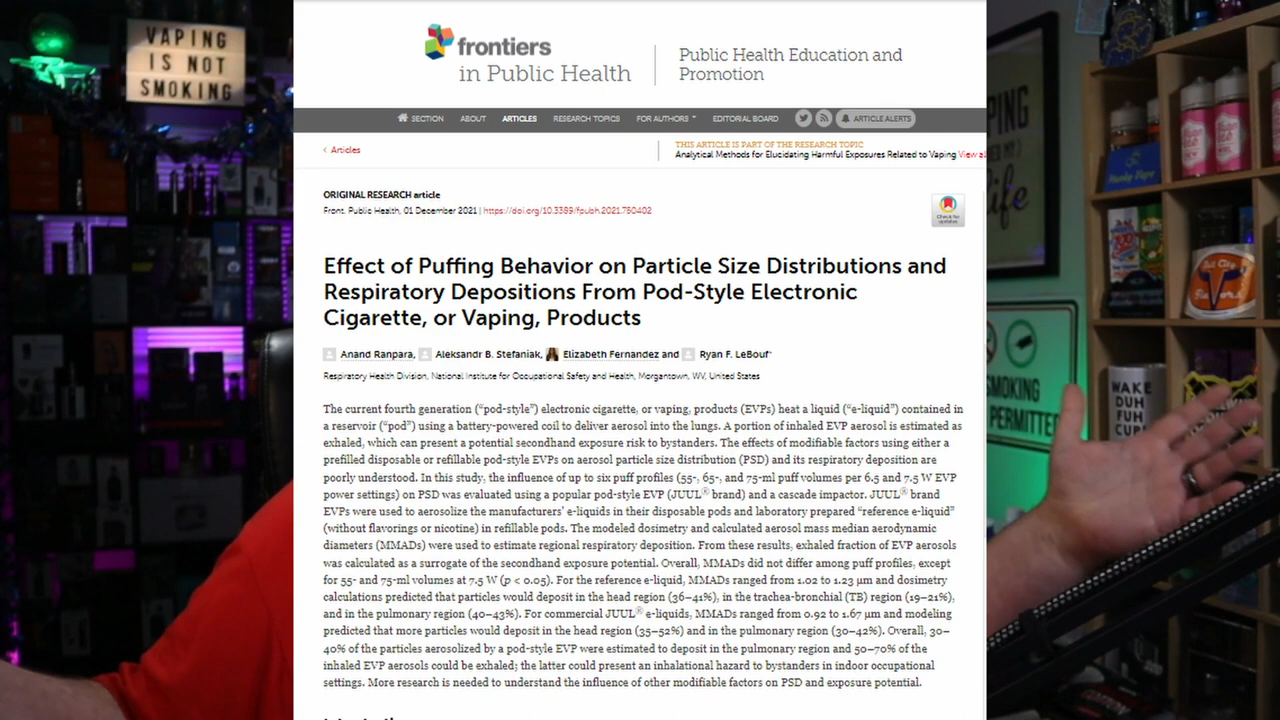 VAPING
IS NOT
SMOKING
frontiers
in Public Health
Public Health Education and
Promotion
SECTION ABOUT ARTICLES RESEARCH TOPICS FOR AUTHORS EDITORIAL BOARD ARTICLE ALERTS
‹ Articles
THIS ARTICLE IS PART OF THE RESEARCH TOPIC
Analytical Methods for Elucidating Harmful Exposures Related to Vaping View al
ORIGINAL RESEARCH article
Front. Public Health, 01 December 2021 | https://doi.org/10.3389/fpubh.2021.750402
Check for
updates
Effect of Puffing Behavior on Particle Size Distributions and
Respiratory Depositions From Pod-Style Electronic
Cigarette, or Vaping, Products
Anand Ranpara, Aleksandr B. Stefaniak, Elizabeth Fernandez and Ryan F. LeBouf*
Respiratory Health Division, National Institute for Occupational Safety and Health, Morgantown, WV, United States
The current fourth generation (“pod-style”) electronic cigarette, or vaping, products (EVPs) heat a liquid (“e-liquid”) contained in
a reservoir (“pod”) using a battery-powered coil to deliver aerosol into the lungs. A portion of inhaled EVP aerosol is estimated as
exhaled, which can present a potential secondhand exposure risk to bystanders. The effects of modifiable factors using either a
prefilled disposable or refillable pod-style EVPs on aerosol particle size distribution (PSD) and its respiratory deposition are
poorly understood. In this study, the influence of up to six puff profiles (55-, 65-, and 75-ml puff volumes per 6.5 and 7.5 W EVP
power settings) on PSD was evaluated using a popular pod-style EVP (JUUL® brand) and a cascade impactor. JUUL® brand
EVPs were used to aerosolize the manufacturers’ e-liquids in their disposable pods and laboratory prepared “reference e-liquid”
(without flavorings or nicotine) in refillable pods. The modeled dosimetry and calculated aerosol mass median aerodynamic
diameters (MMADs) were used to estimate regional respiratory deposition. From these results, exhaled fraction of EVP aerosols
was calculated as a surrogate of the secondhand exposure potential. Overall, MMADs did not differ among puff profiles, except
for 55- and 75-ml volumes at 7.5 W (p < 0.05). For the reference e-liquid, MMADs ranged from 1.02 to 1.23 μm and dosimetry
calculations predicted that particles would deposit in the head region (36–41%), in the trachea-bronchial (TB) region (19–21%),
and in the pulmonary region (40–43%). For commercial JUUL® e-liquids, MMADs ranged from 0.92 to 1.67 μm and modeling
predicted that more particles would deposit in the head region (35–52%) and in the pulmonary region (30–42%). Overall, 30–
40% of the particles aerosolized by a pod-style EVP were estimated to deposit in the pulmonary region and 50–70% of the
inhaled EVP aerosols could be exhaled; the latter could present an inhalational hazard to bystanders in indoor occupational
settings. More research is needed to understand the influence of other modifiable factors on PSD and exposure potential.
PING
Life
SMOKING
PERMITTED
WAKE
DUH
FUH
CUP